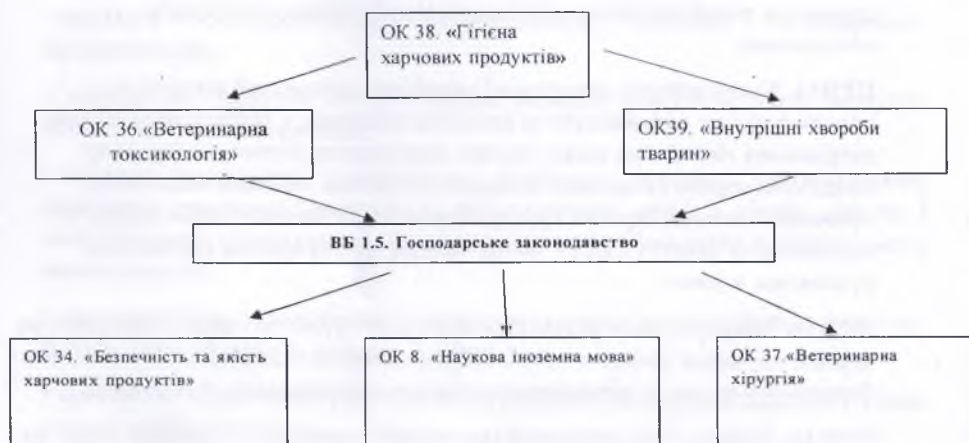 ОК 38. «Гігієна
харчових продуктів»
ОК 36.«Ветеринарна
токсикологія»
ОК39. «Внутрішні хвороби
тварин»
ВБ 1.5. Господарське законодавство
ОК 34. «Безпечність та якість
харчових продуктів»
ОК 8. «Наукова іноземна мова»
ОК 37.«Ветеринарна
хірургія»